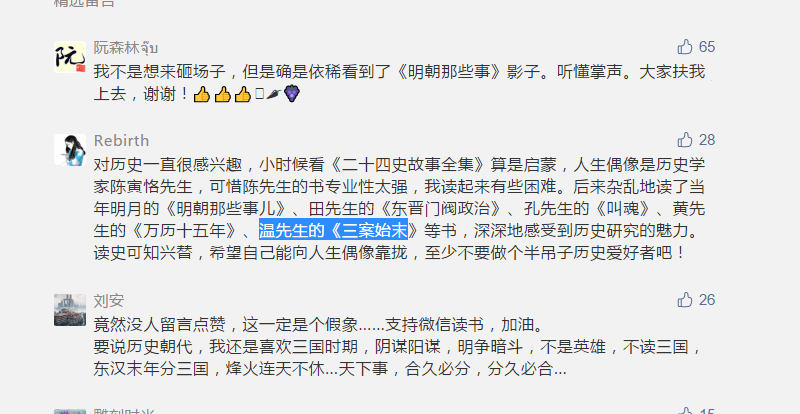 精选留言
阮森林จุ๊บ
65
我不是想来砸场子，但是确是依稀看到了《明朝那些事》影子。听懂掌声。大家扶我
上去，谢谢！👍👍👍
Rebirth
28
对历史一直很感兴趣，小时候看《二十四史故事全集》算是启蒙，人生偶像是历史学
家陈寅恪先生，可惜陈先生的书专业性太强，我读起来有些困难。后来杂乱地读了当
年明月的《明朝那些事儿》、田先生的《东晋门阀政治》、孔先生的《叫魂》、黄先
生的《万历十五年》、温先生的《三案始末》等书，深深地感受到历史研究的魅力。
读史可知兴替，希望自己能向人生偶像靠拢，至少不要做个半吊子历史爱好者吧！
刘安
26
竟然没人留言点赞，这一定是个假象......支持微信读书，加油。
要说历史朝代，我还是喜欢三国时期，阴谋阳谋，明争暗斗，不是英雄，不读三国，
东汉末年分三国，烽火连天不休...天下事，合久必分，分久必合...
雕刻时光
15